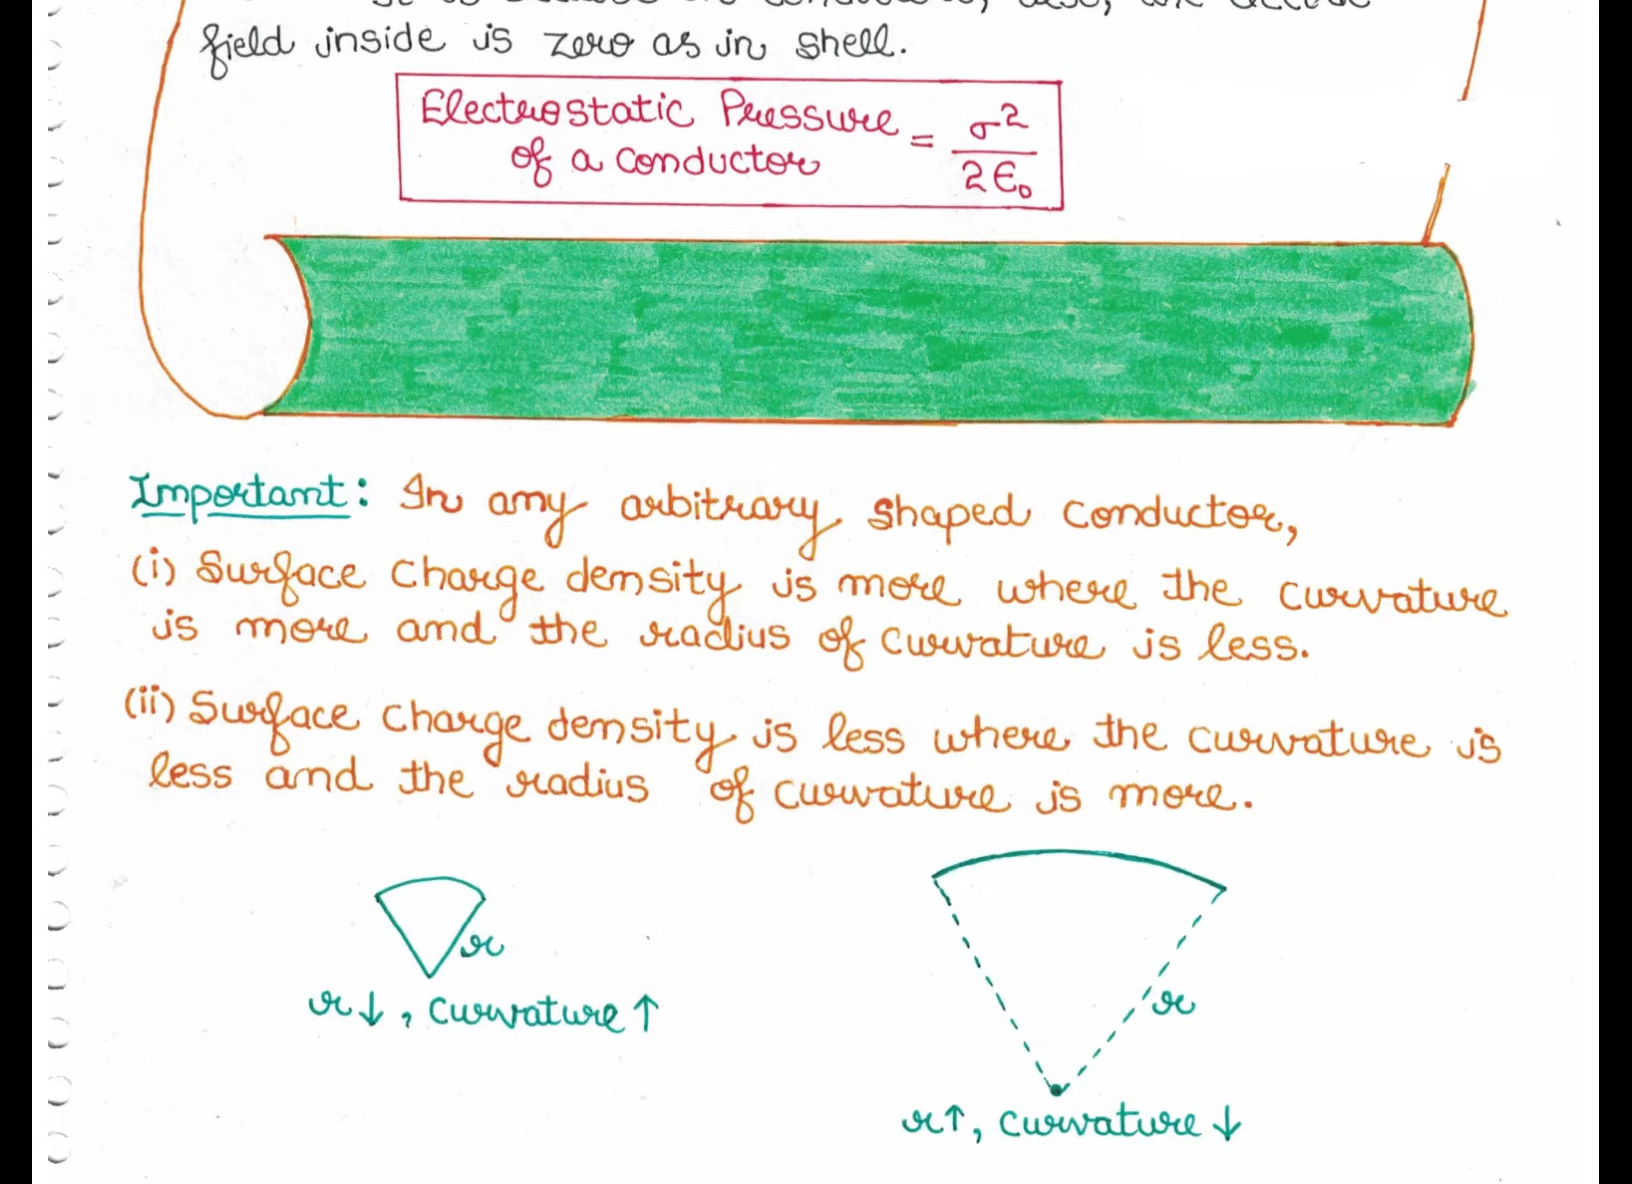 field inside is zero as in shell.
Electrostatic Pressure of a conductor = σ²/2ϵ₀
Important: In any arbitrary shaped conductor,
(i) Surface charge density is more where the curvature
is more and the radius of curvature is less.
(ii) Surface charge density is less where the curvature is
less and the radius of curvature is more.
r
r↓, curvature ↑
r
r↑, curvature ↓